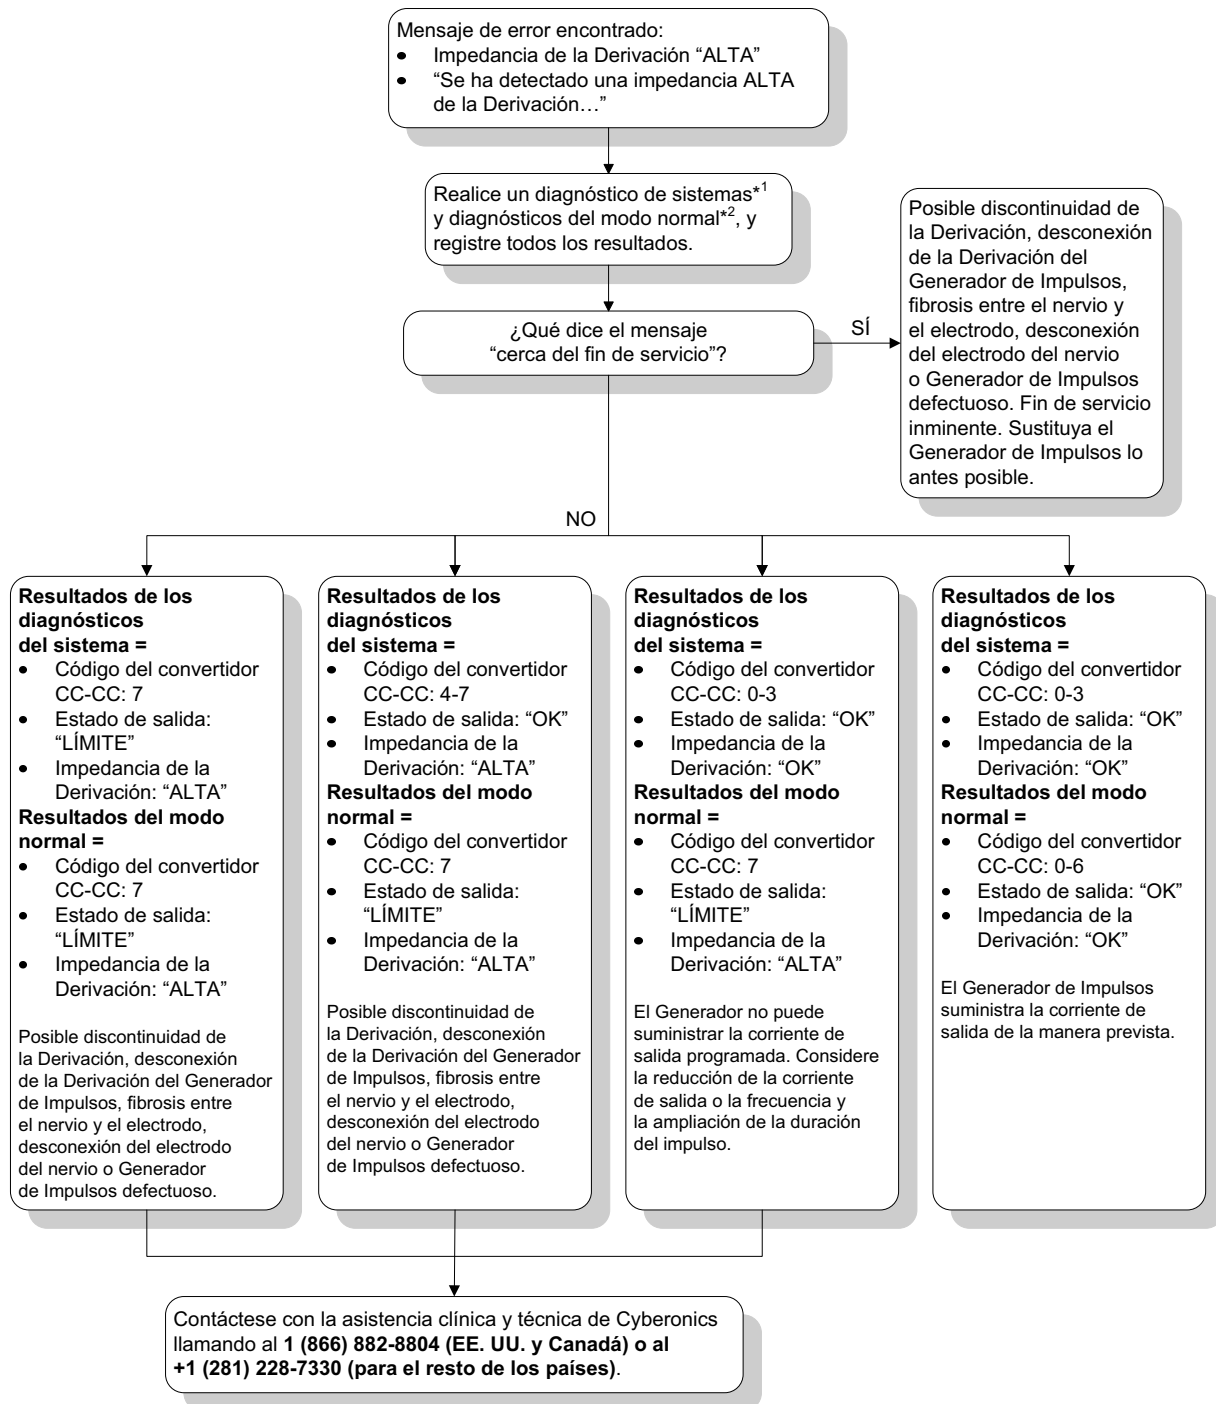 Mensaje de error encontrado:
• Impedancia de la Derivación “ALTA”
• “Se ha detectado una impedancia ALTA
de la Derivación…”
Realice un diagnóstico de sistemas*1
y diagnósticos del modo normal*2, y
registre todos los resultados.
¿Qué dice el mensaje
“cerca del fin de servicio”?
SÍ
Posible discontinuidad de
la Derivación, desconexión
de la Derivación del
Generador de Impulsos,
fibrosis entre el nervio y
el electrodo, desconexión
del electrodo del nervio
o Generador de Impulsos
defectuoso. Fin de servicio
inminente. Sustituya el
Generador de Impulsos lo
antes posible.
NO
Resultados de los
diagnósticos
del sistema =
• Código del convertidor
CC-CC: 7
• Estado de salida:
“LÍMITE”
• Impedancia de la
Derivación: “ALTA”
Resultados del modo
normal =
• Código del convertidor
CC-CC: 7
• Estado de salida:
“LÍMITE”
• Impedancia de la
Derivación: “ALTA”
Posible discontinuidad de
la Derivación, desconexión
de la Derivación del Generador
de Impulsos, fibrosis entre
el nervio y el electrodo,
desconexión del electrodo
del nervio o Generador
de Impulsos defectuoso.
Resultados de los
diagnósticos
del sistema =
• Código del convertidor
CC-CC: 4-7
• Estado de salida: “OK”
• Impedancia de la
Derivación: “ALTA”
Resultados del modo
normal =
• Código del convertidor
CC-CC: 7
• Estado de salida:
“LÍMITE”
• Impedancia de la
Derivación: “ALTA”
Posible discontinuidad de
la Derivación, desconexión
de la Derivación del Generador
de Impulsos, fibrosis entre
el nervio y el electrodo,
desconexión del electrodo
del nervio o Generador
de Impulsos defectuoso.
Resultados de los
diagnósticos
del sistema =
• Código del convertidor
CC-CC: 0-3
• Estado de salida: “OK”
• Impedancia de la
Derivación: “OK”
Resultados del modo
normal =
• Código del convertidor
CC-CC: 7
• Estado de salida:
“LÍMITE”
• Impedancia de la
Derivación: “ALTA”
El Generador no puede
suministrar la corriente de
salida programada. Considere
la reducción de la corriente
de salida o la frecuencia y
la ampliación de la duración
del impulso.
Resultados de los
diagnósticos
del sistema =
• Código del convertidor
CC-CC: 0-3
• Estado de salida: “OK”
• Impedancia de la
Derivación: “OK”
Resultados del modo
normal =
• Código del convertidor
CC-CC: 0-6
• Estado de salida: “OK”
• Impedancia de la
Derivación: “OK”
El Generador de Impulsos
suministra la corriente de
salida de la manera prevista.
Contáctese con la asistencia clínica y técnica de Cyberonics
llamando al 1 (866) 882-8804 (EE. UU. y Canadá) o al
+1 (281) 228-7330 (para el resto de los países).